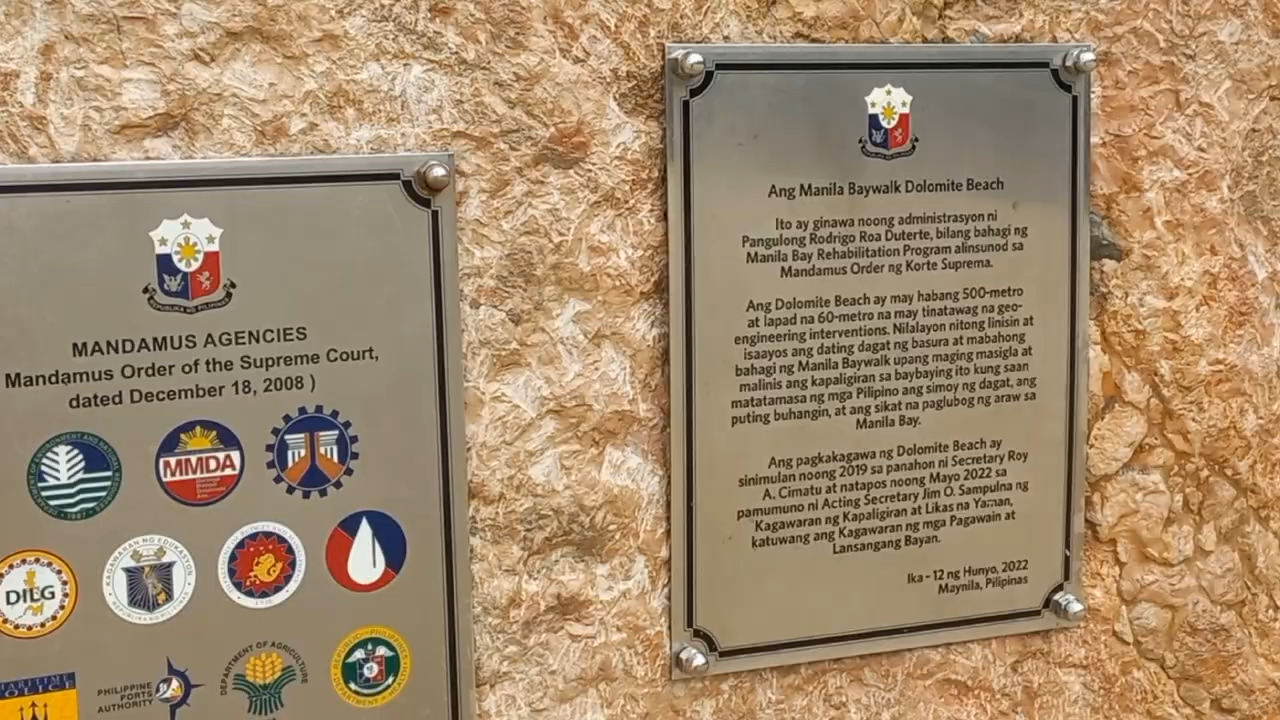 MANDAMUS AGENCIES
Mandamus Order of the Supreme Court,
dated December 18, 2008 )
MMDA
DILG
KAGAWARAN NG EDUKASYON
REPUBLIKA NG PILIPINAS
MARITIME
POLICE
PHILIPPINE
PORTS
AUTHORITY
DEPARTMENT OF AGRICULTURE
Ang Manila Baywalk Dolomite Beach
Ito ay ginawa noong administrasyon ni
Pangulong Rodrigo Roa Duterte, bilang bahagi ng
Manila Bay Rehabilitation Program alinsunod sa
Mandamus Order ng Korte Suprema.
Ang Dolomite Beach ay may habang 500-metro
at lapad na 60-metro na may tinatawag na geo-
engineering interventions. Nilalayon nitong linisin at
isaayos ang dating dagat ng basura at mabahong
bahagi ng Manila Baywalk upang maging masigla at
malinis ang kapaligiran sa baybaying ito kung saan
matatamasa ng mga Pilipino ang simoy ng dagat, ang
puting buhangin, at ang sikat na paglubog ng araw sa
Manila Bay.
Ang pagkakagawa ng Dolomite Beach ay
sinimulan noong 2019 sa panahon ni Secretary Roy
A. Cimatu at natapos noong Mayo 2022 sa
pamumuno ni Acting Secretary Jim O. Sampulna ng
Kagawaran ng Kapaligiran at Likas na Yaman,
katuwang ang Kagawaran ng mga Pagawain at
Lansangang Bayan.
Ika - 12 ng Hunyo, 2022
Maynila, Pilipinas